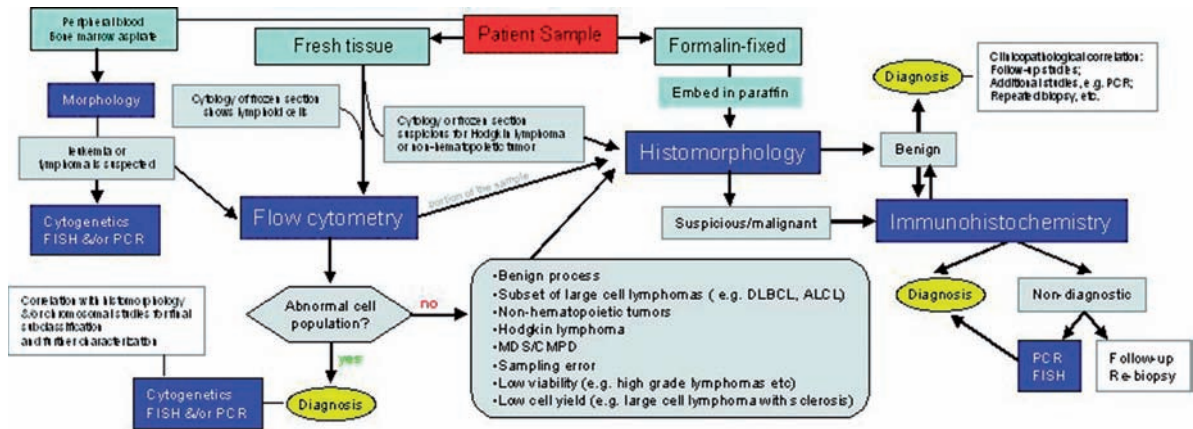 Peripheral blood
Bone marrow aspirate
Fresh tissue
Patient Sample
Formalin-fixed
Embed in paraffin
Morphology
Cytology of frozen section
shows lymphoid cells
Cytology or frozen section
suspicious for Hodgkin lymphoma
or non-hematopoietic tumor
Histomorphology
Benign
Diagnosis
Clinicopathological correlation:
Follow-up studies;
Additional studies, e.g. PCR;
Repeated biopsy, etc.
leukemia or
lymphoma is suspected
Cytogenetics
FISH &/or PCR
Flow cytometry
portion of the sample
Suspicious/malignant
Immunohistochemistry
Abnormal cell
population?
no
yes
Correlation with histomorphology
&/or chromosomal studies for final
subclassification
and further characterization
Cytogenetics
FISH &/or PCR
Diagnosis
•Benign process
•Subset of large cell lymphomas ( e.g. DLBCL, ALCL)
•Non-hematopoietic tumors
•Hodgkin lymphoma
•MDS/CMPD
•Sampling error
•Low viability (e.g. high grade lymphomas etc)
•Low cell yield (e.g. large cell lymphoma with sclerosis)
Diagnosis
Non-diagnostic
PCR
FISH
Follow-up
Re-biopsy